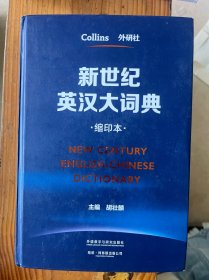 Collins 外研社
新世纪
英汉大词典
·缩印本·
NEW CENTURY
ENGLISH-CHINESE
DICTIONARY
主编 胡壮麟
外语教学与研究出版社